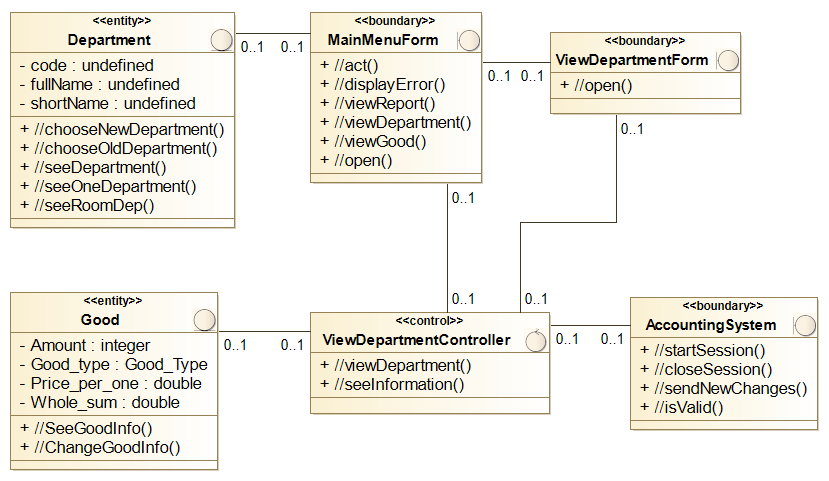 <<entity>>
Department
- code : undefined
- fullName : undefined
- shortName : undefined
+ //chooseNewDepartment()
+ //chooseOldDepartment()
+ //seeDepartment()
+ //seeOneDepartment()
+ //seeRoomDep()
0..1
0..1
<<boundary>>
MainMenuForm
+ //act()
+ //displayError()
+ //viewReport()
+ //viewDepartment()
+ //viewGood()
+ //open()
0..1
0..1
<<boundary>>
ViewDepartmentForm
+ //open()
0..1
0..1
0..1
0..1
<<entity>>
Good
- Amount : integer
- Good_type : Good_Type
- Price_per_one : double
- Whole_sum : double
+ //SeeGoodInfo()
+ //ChangeGoodInfo()
0..1
0..1
<<control>>
ViewDepartmentController
+ //viewDepartment()
+ //seeInformation()
0..1
0..1
<<boundary>>
AccountingSystem
+ //startSession()
+ //closeSession()
+ //sendNewChanges()
+ //isValid()